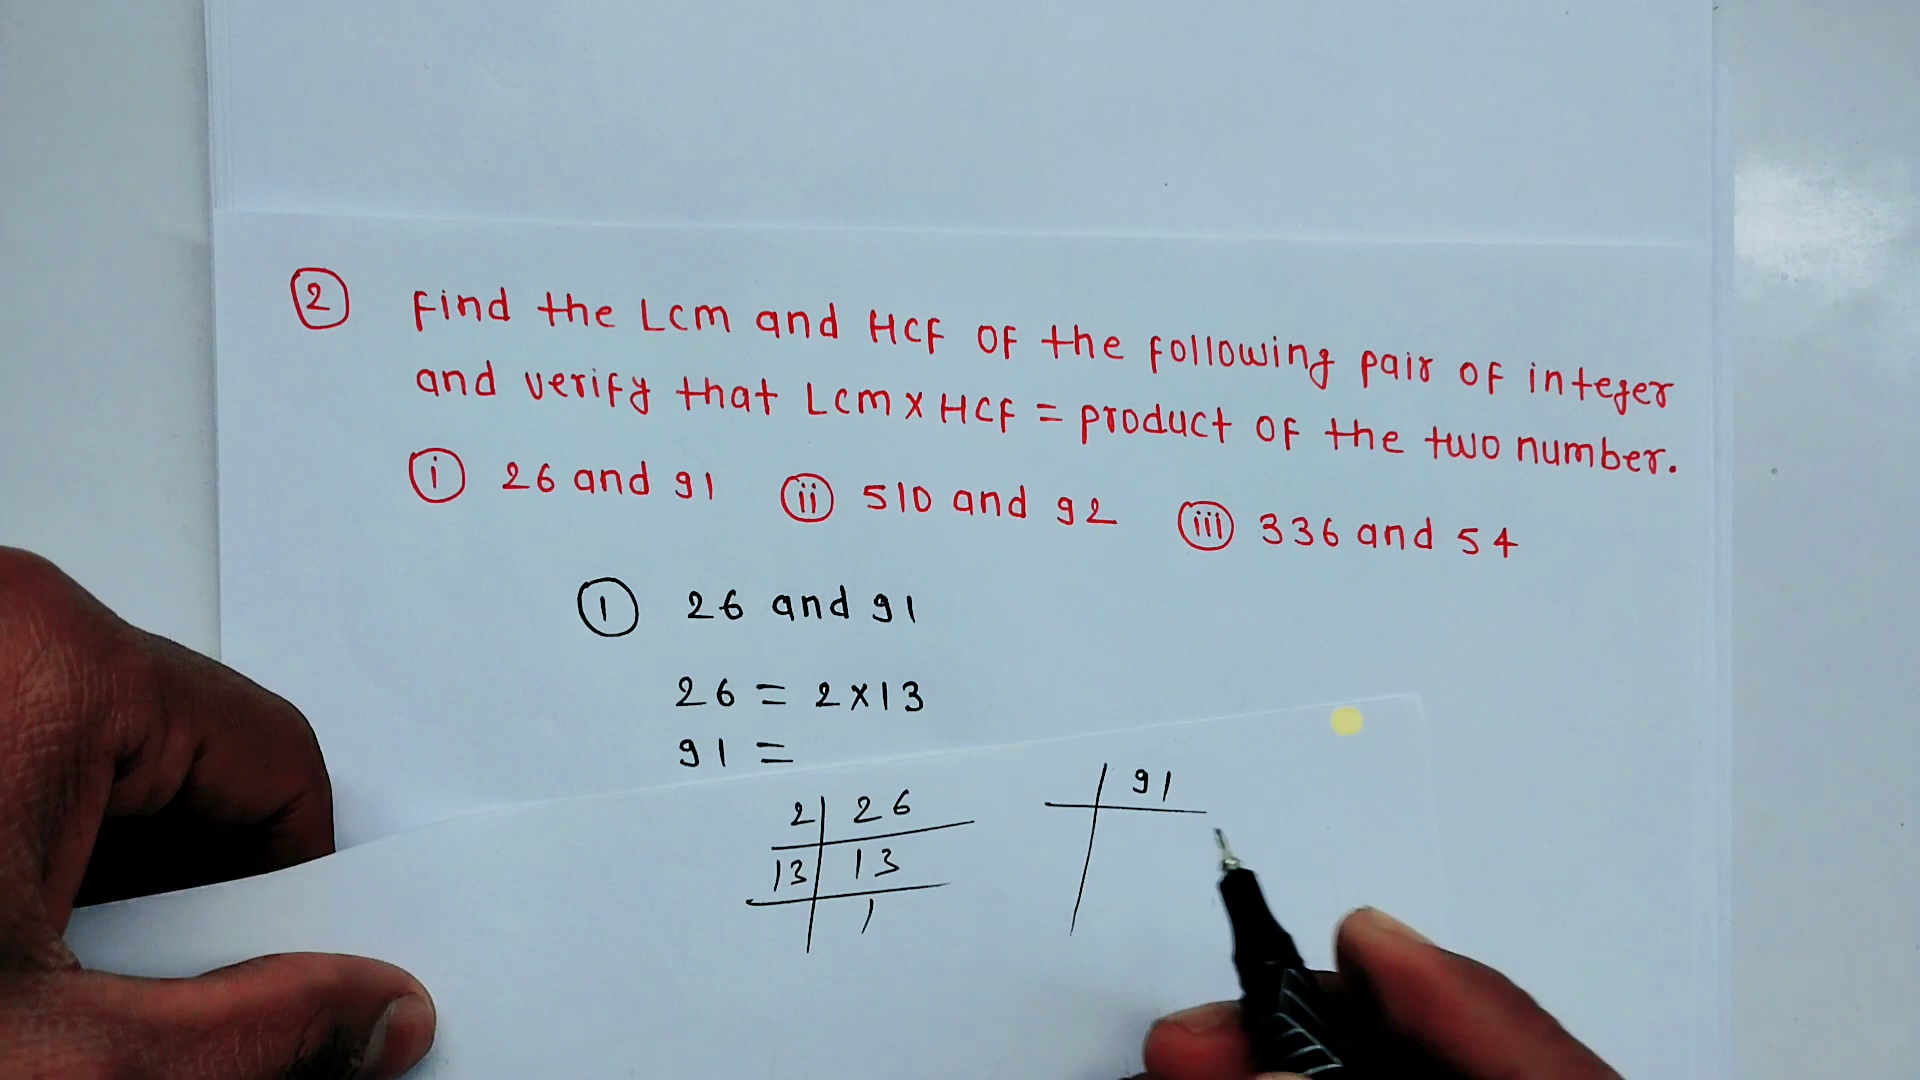 2 Find the Lcm and HCF OF the following pair of integer
and verify that Lcm x HCF = product OF the two number.
i 26 and 91 ii 510 and 92 iii 336 and 54
1 26 and 91
26 = 2x13
91 =
2 26
13 13
1
91